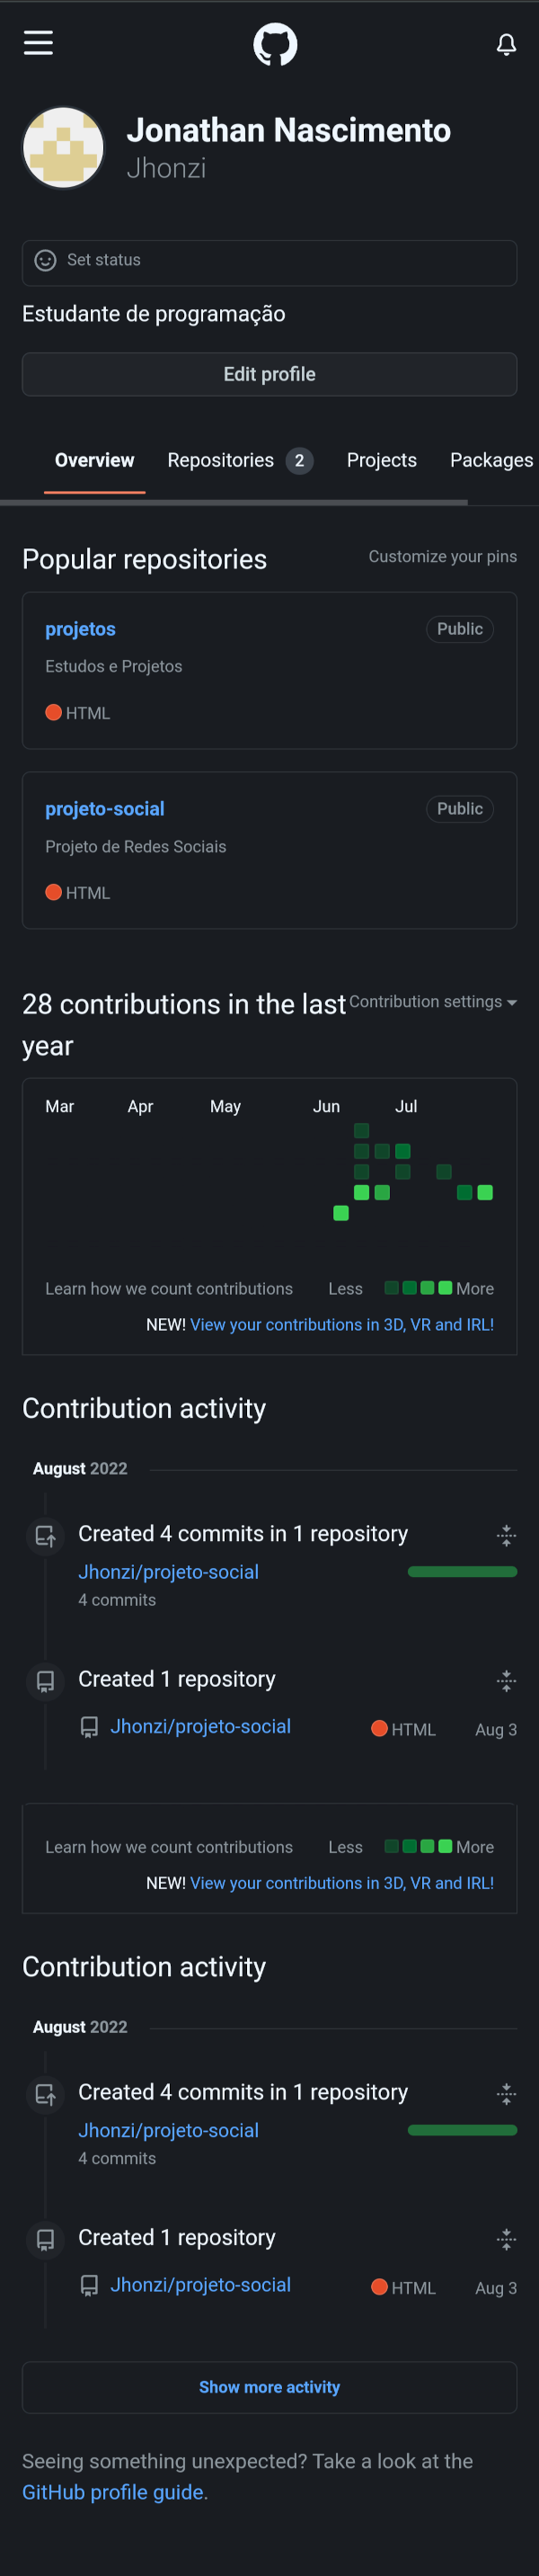 Jonathan Nascimento
Jhonzi
Set status
Estudante de programação
Edit profile
Overview Repositories 2 Projects Packages
Popular repositories Customize your pins
projetos Public
Estudos e Projetos
HTML
projeto-social Public
Projeto de Redes Sociais
HTML
28 contributions in the last Contribution settings
year
Mar Apr May Jun Jul
Learn how we count contributions Less More
NEW! View your contributions in 3D, VR and IRL!
Contribution activity
August 2022
Created 4 commits in 1 repository
Jhonzi/projeto-social
4 commits
Created 1 repository
Jhonzi/projeto-social HTML Aug 3
Learn how we count contributions Less More
NEW! View your contributions in 3D, VR and IRL!
Contribution activity
August 2022
Created 4 commits in 1 repository
Jhonzi/projeto-social
4 commits
Created 1 repository
Jhonzi/projeto-social HTML Aug 3
Show more activity
Seeing something unexpected? Take a look at the
GitHub profile guide.